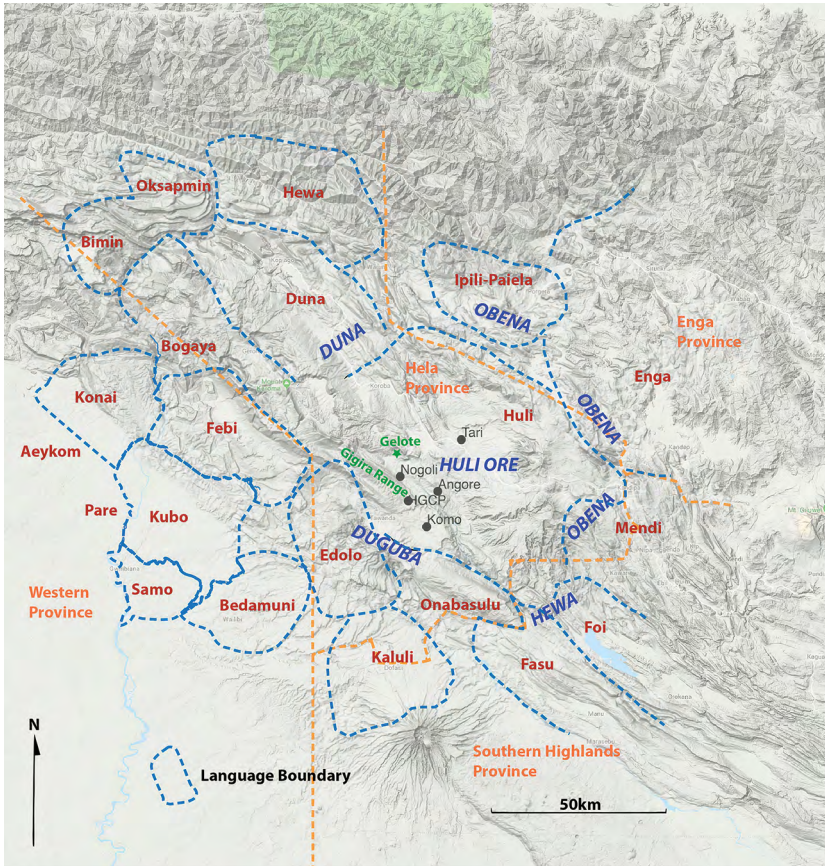 Oksapmin
Hewa
Bimin
Ipili-Paiela
OBENA
Duna
DUNA
Enga
Province
Bogaya
Hela
Province
Enga
Konai
OBENA
Huli
Febi
Tari
Gelote
Aeykom
HULI ORE
Gigira Range
Nogoli
Angore
HGCP
Pare
Kubo
OBENA
Mendi
Komo
DUGUBA
Edolo
Western
Province
Samo
Bedamuni
Onabasulu
HEWA
Foi
Kaluli
Fasu
N
Southern Highlands
Province
Language Boundary
50km